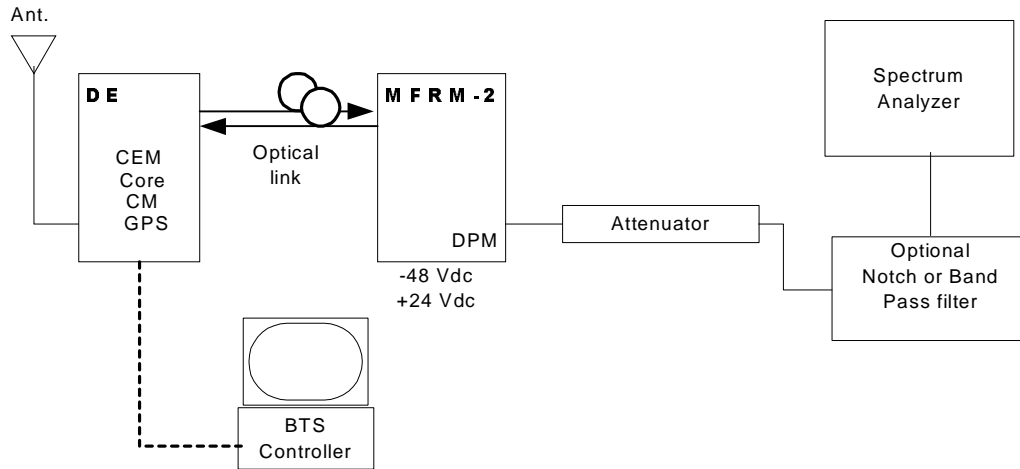 Ant.
DE
CEM
Core
CM
GPS
Optical
link
MFRM-2
DPM
-48 Vdc
+24 Vdc
Attenuator
Spectrum
Analyzer
Optional
Notch or Band
Pass filter
BTS
Controller